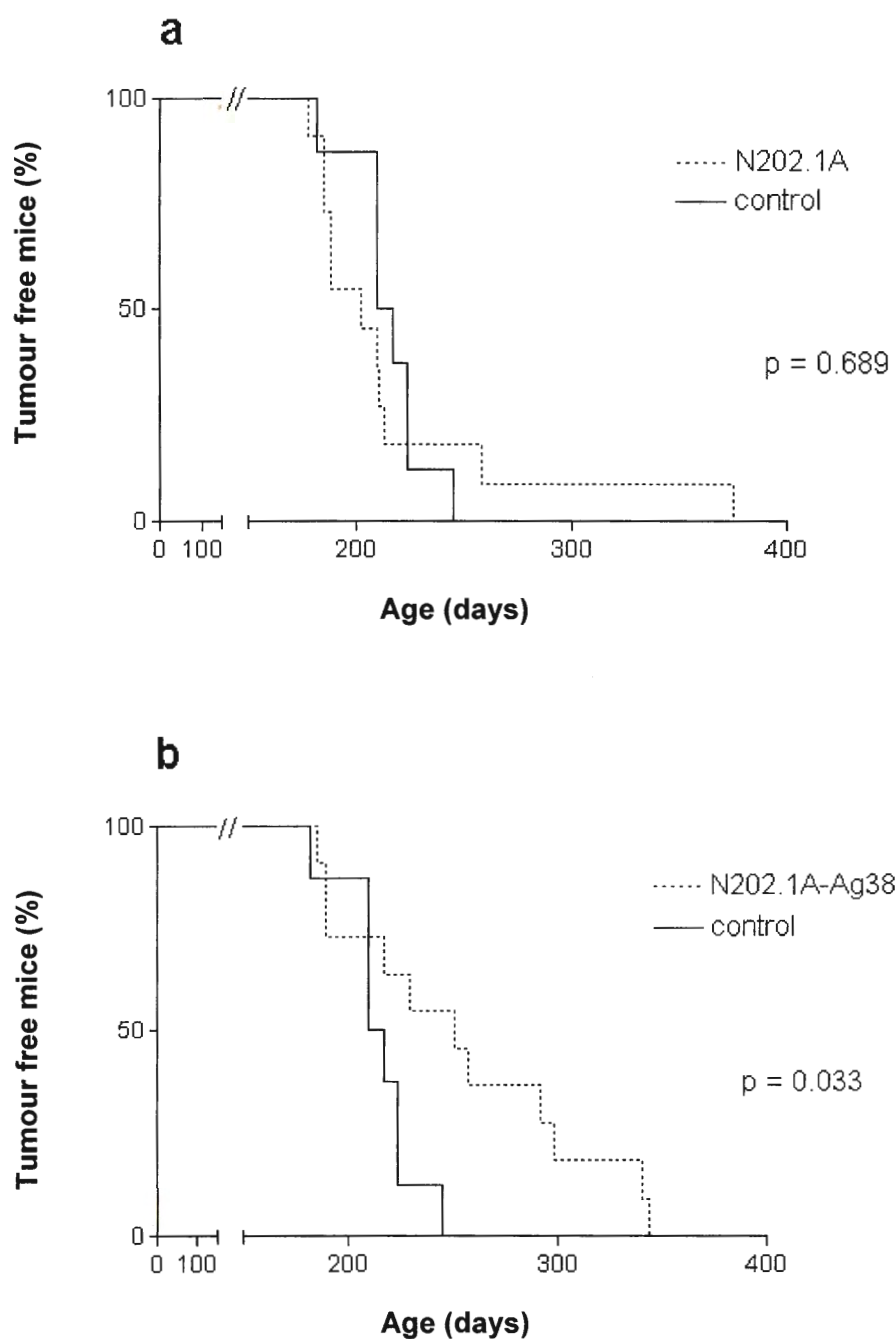 a
Tumour free mice (%)
100
50
0
N202.1A
control
p = 0.689
0 100 200 300 400
Age (days)
b
Tumour free mice (%)
100
50
0
N202.1A-Ag38
control
p = 0.033
0 100 200 300 400
Age (days)